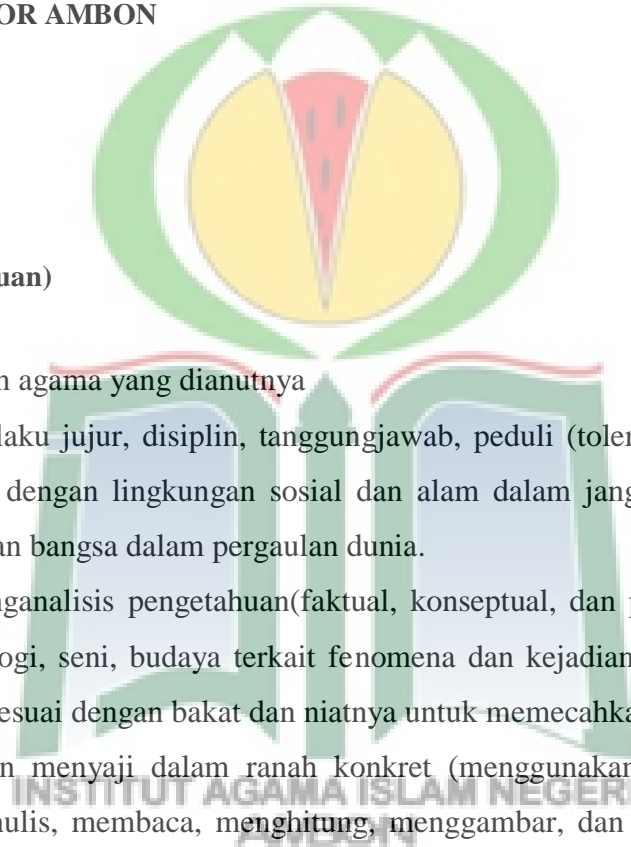 OR AMBON
uan)
n agama yang dianutnya
laku jujur, disiplin, tanggungjawab, peduli (toler
dengan lingkungan sosial dan alam dalam jang
an bangsa dalam pergaulan dunia.
nganalisis pengetahuan(faktual, konseptual, dan p
ogi, seni, budaya terkait fenomena dan kejadian
esuai dengan bakat dan niatnya untuk memecahka
n menyaji dalam ranah konkret (menggunakan
INSTITUT AGAMA ISLAM NEGERI
nulis, membaca, menghitung, menggambar, dan
AMBON